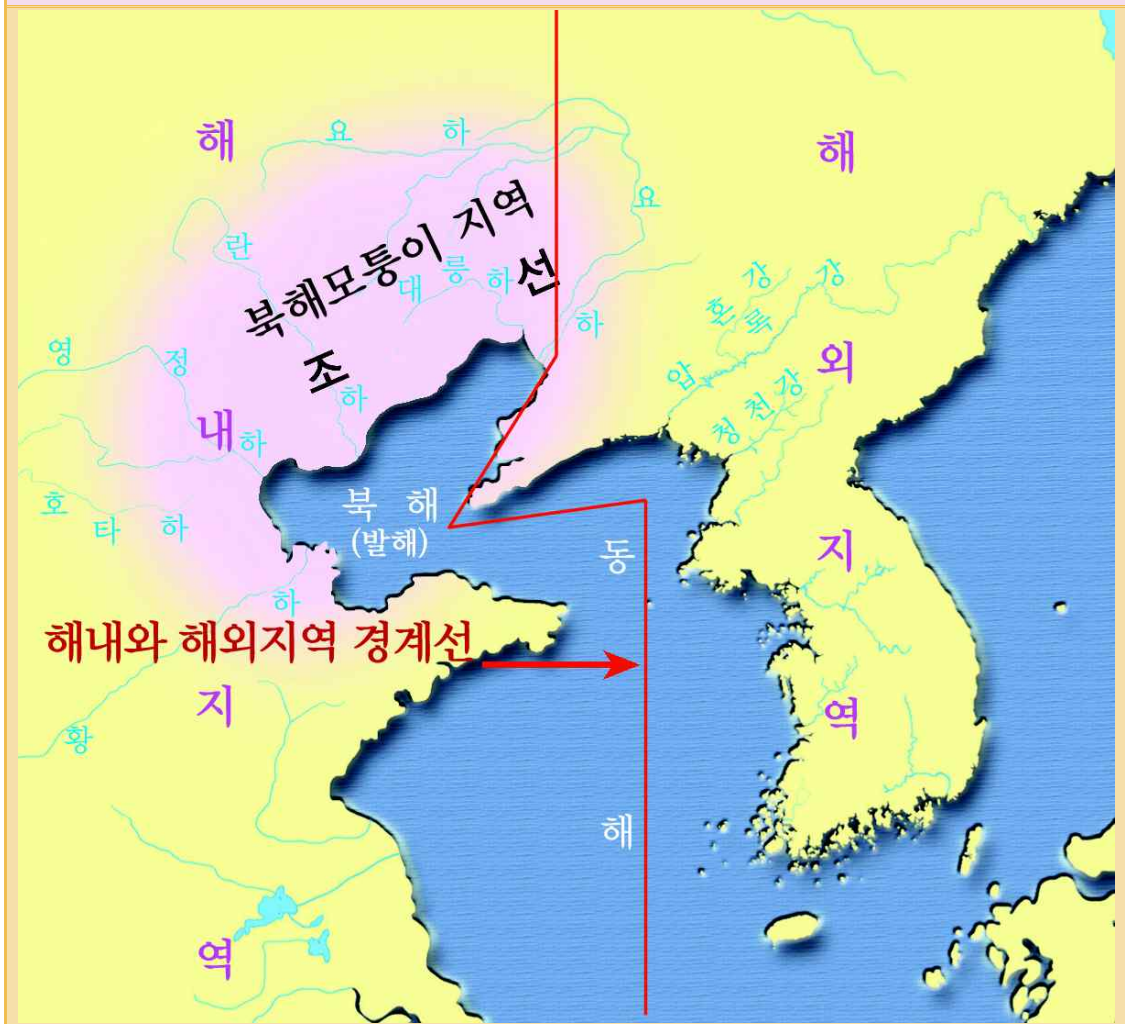 해내지역
해외지역
요하
요하
란하
북해모퉁이 지역
조선
대릉하
영정하
호타하
혼강
압록강
청천강
북해
(발해)
동해
해내와 해외지역 경계선
황하